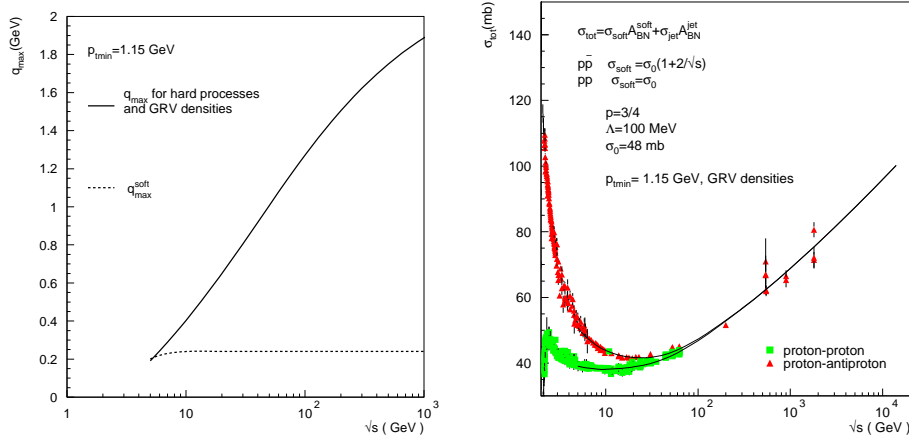 q_max(GeV)
2
1.8
1.6
1.4
1.2
1
0.8
0.6
0.4
0.2
0
p_tmin=1.15 GeV
q_max for hard processes
and GRV densities
q_max^soft
1
10
10^2
10^3
√s ( GeV )
σ_tot(mb)
140
120
100
80
60
40
σ_tot=σ_soft A_BN^soft+σ_jet A_BN^jet
pp̄ σ_soft =σ_0(1+2/√s)
pp σ_soft=σ_0
p=3/4
Λ=100 MeV
σ_0=48 mb
p_tmin= 1.15 GeV, GRV densities
proton-proton
proton-antiproton
10
10^2
10^3
10^4
√s ( GeV )